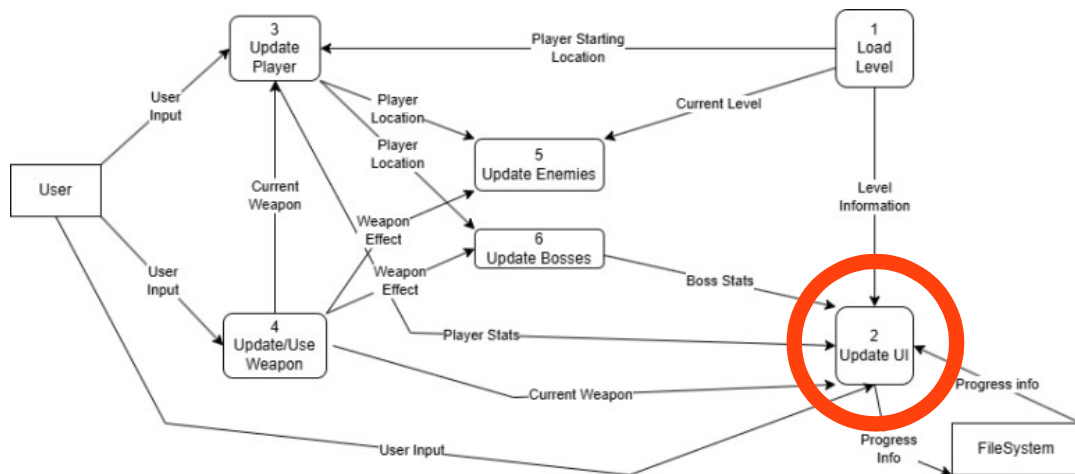 3
Update
Player
Player Starting
Location
1
Load
Level
User
Input
Player
Location
Current Level
Player
Location
5
Update Enemies
User
Current
Weapon
Level
Information
Weapon
Effect
6
Update Bosses
User
Input
Weapon
Effect
Boss Stats
4
Update/Use
Weapon
Player Stats
2
Update UI
Current Weapon
Progress info
User Input
Progress
Info
FileSystem